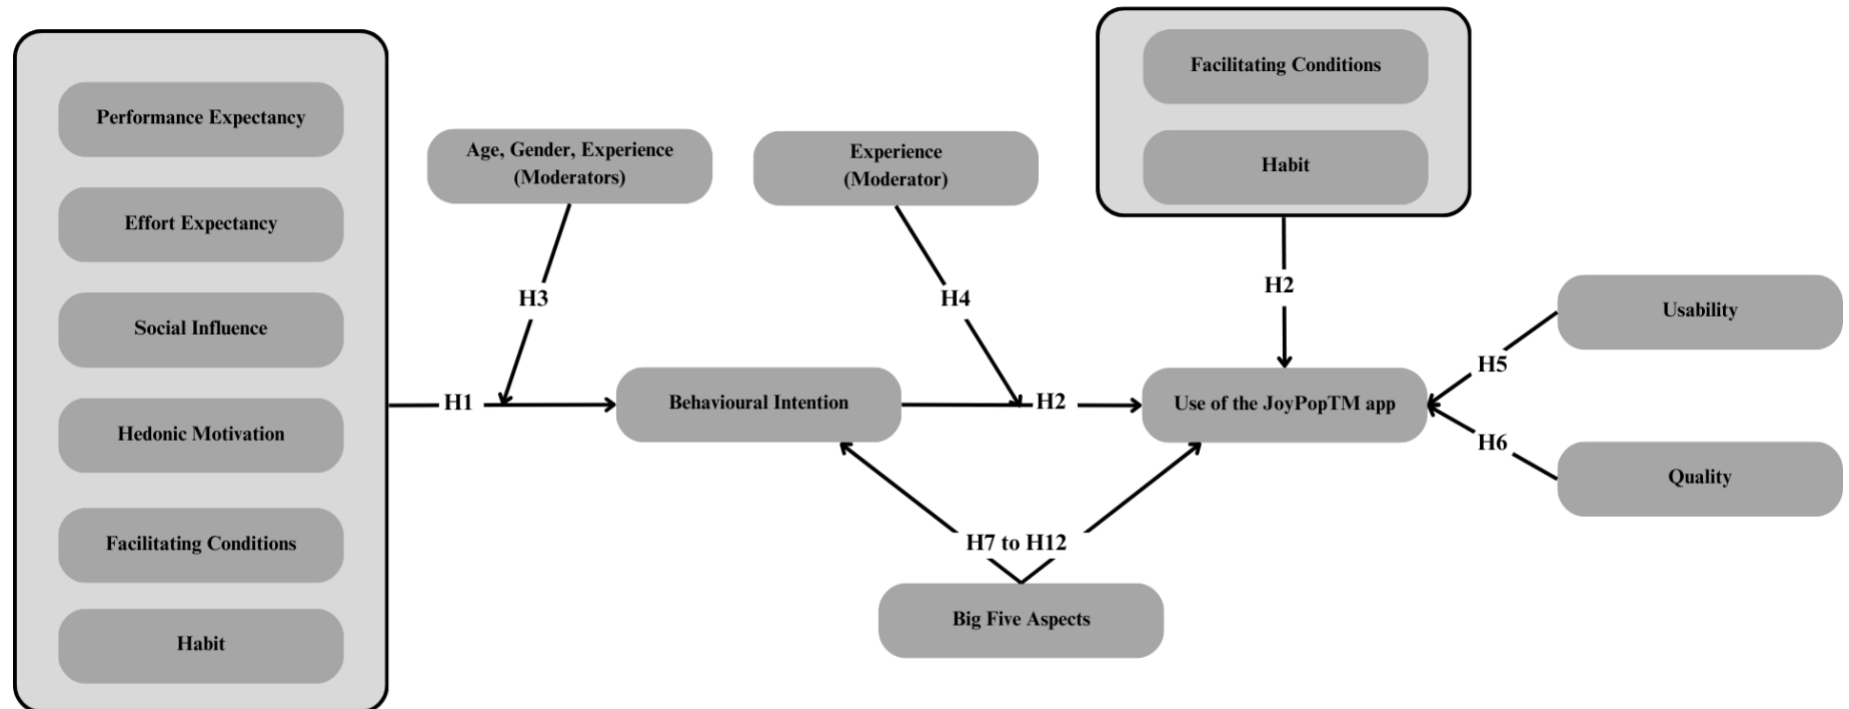 Performance Expectancy
Effort Expectancy
Social Influence
Hedonic Motivation
Facilitating Conditions
Habit
H1
Age, Gender, Experience
(Moderators)
H3
Behavioural Intention
Experience
(Moderator)
H4
H2
Facilitating Conditions
Habit
H2
Use of the JoyPopTM app
Usability
H5
H6
Quality
H7 to H12
Big Five Aspects